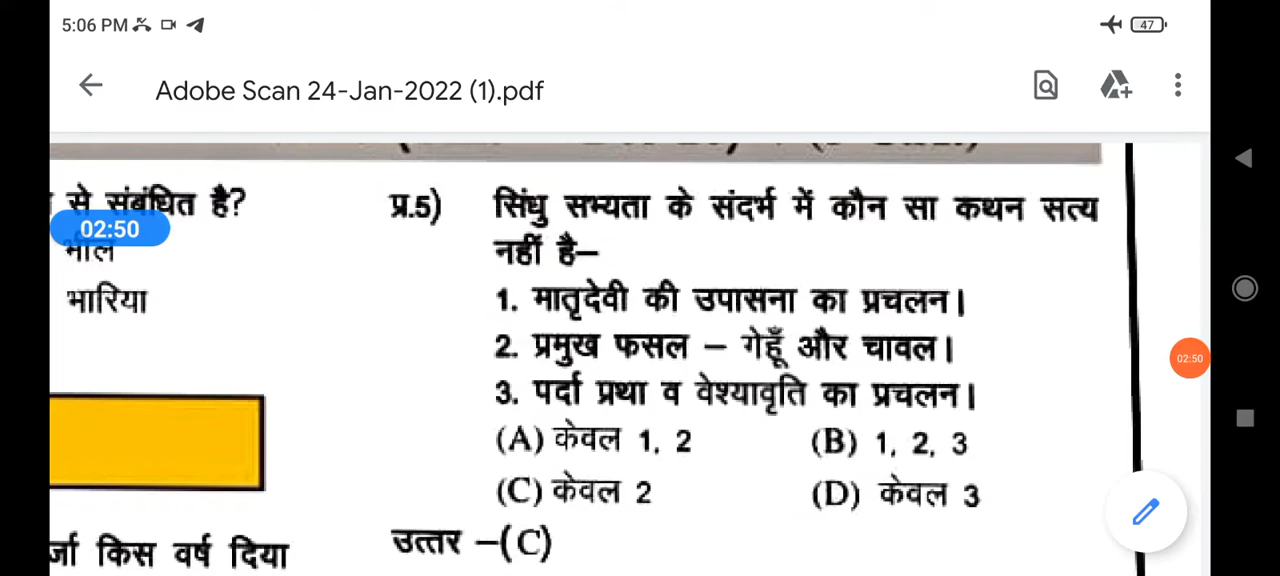 5:06 PM
47
Adobe Scan 24-Jan-2022 (1).pdf
से संबंधित है?
02:50
भील
भारिया
प्र.5) सिंधु सभ्यता के संदर्भ में कौन सा कथन सत्य
नहीं है–
1. मातृदेवी की उपासना का प्रचलन।
2. प्रमुख फसल – गेहूँ और चावल।
3. पर्दा प्रथा व वेश्यावृति का प्रचलन।
(A) केवल 1, 2 (B) 1, 2, 3
(C) केवल 2 (D) केवल 3
उत्तर –(C)
र्जा किस वर्ष दिया
02:50